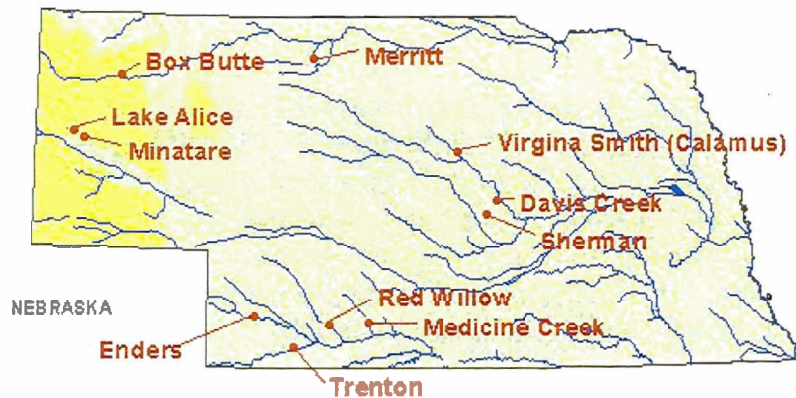 Box Butte
Merritt
Lake Alice
Minatare
Virgina Smith (Calamus)
Davis Creek
Sherman
NEBRASKA
Red Willow
Medicine Creek
Enders
Trenton